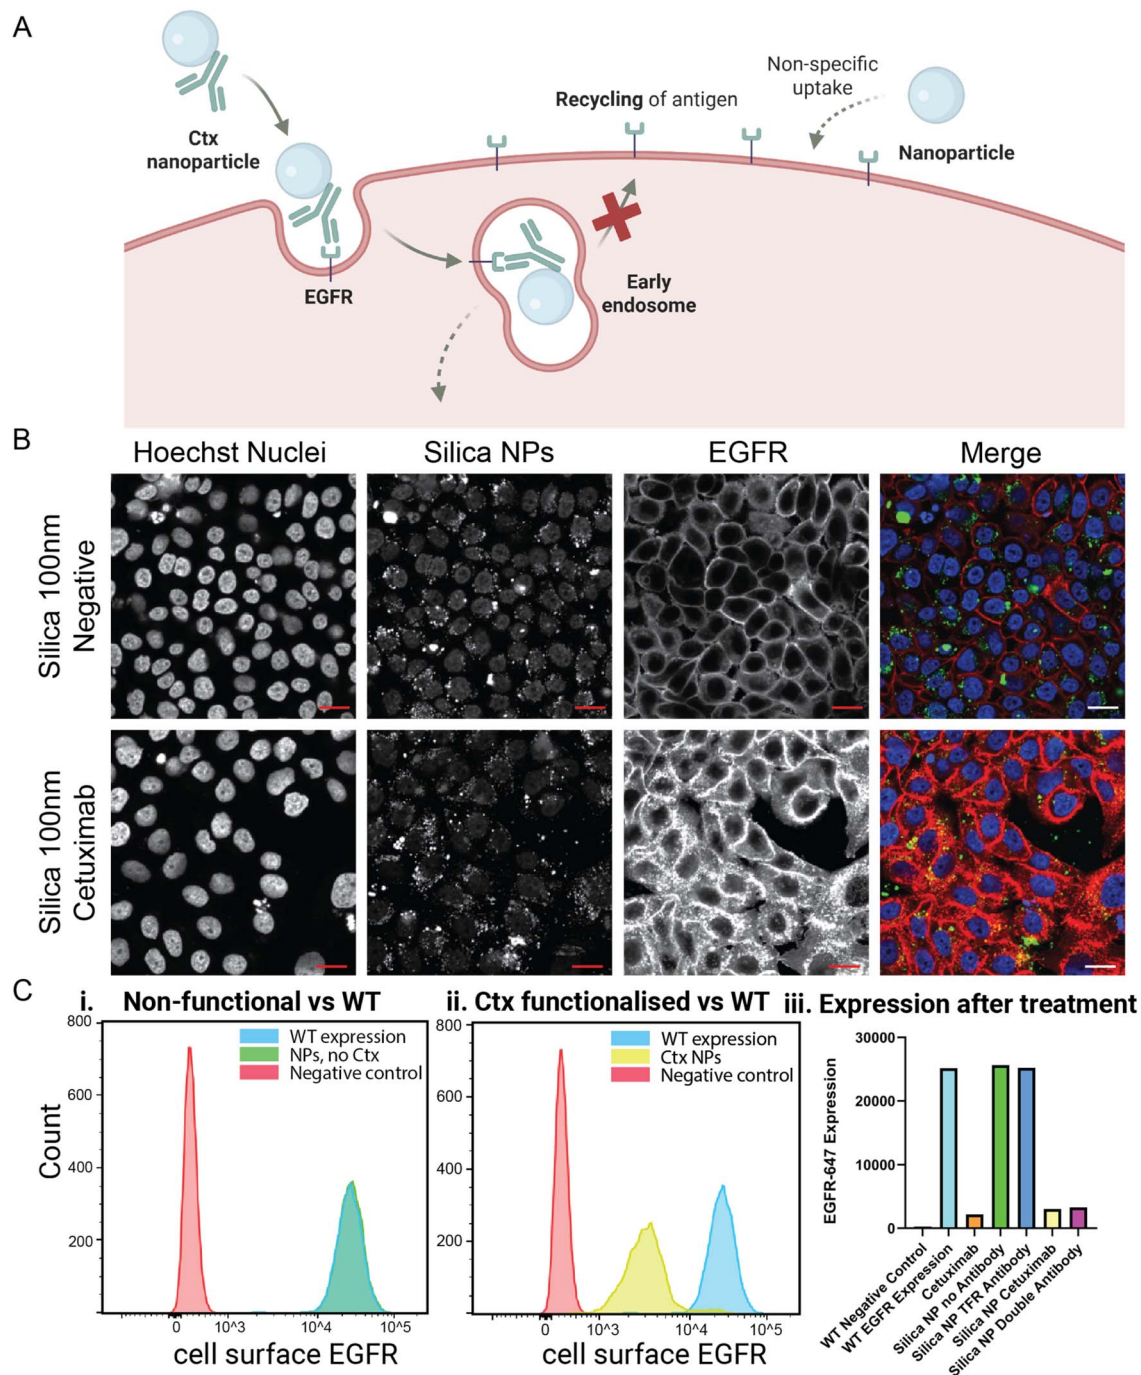 A
Ctx
nanoparticle
EGFR
Recycling of antigen
Non-specific
uptake
Nanoparticle
Early
endosome
B
Hoechst Nuclei
Silica NPs
EGFR
Merge
Silica 100nm
Negative
Silica 100nm
Cetuximab
C
i. Non-functional vs WT
800
600
400
200
Count
WT expression
NPs, no Ctx
Negative control
0
10^3
10^4
10^5
cell surface EGFR
ii. Ctx functionalised vs WT
800
600
400
200
WT expression
Ctx NPs
Negative control
0
10^3
10^4
10^5
cell surface EGFR
iii. Expression after treatment
EGFR-647 Expression
30000
20000
10000
0
WT Negative Control
WT EGFR Expression
Cetuximab
Silica NP no Antibody
Silica NP TFR Antibody
Silica NP Cetuximab
Silica NP Double Antibody